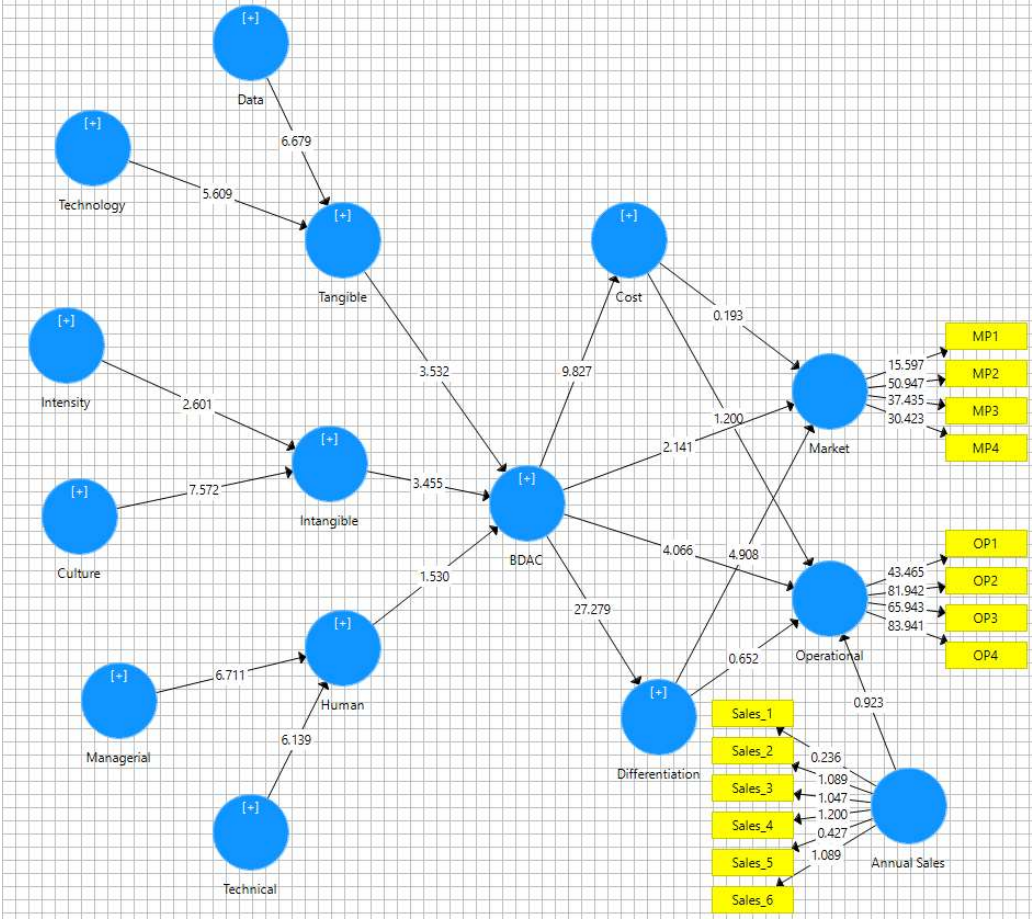 [+]
Data
6.679
[+]
Technology
5.609
[+]
Tangible
3.532
[+]
Intensity
2.601
[+]
Culture
7.572
[+]
Intangible
3.455
[+]
Managerial
6.711
[+]
Human
1.530
[+]
Technical
6.139
[+]
BDAC
9.827
2.141
4.066
27.279
[+]
Cost
0.193
1.200
[+]
Differentiation
4.908
0.652
Market
15.597
50.947
37.435
30.423
MP1
MP2
MP3
MP4
Operational
43.465
81.942
65.943
83.941
OP1
OP2
OP3
OP4
0.923
Annual Sales
0.236
1.089
1.047
1.200
0.427
1.089
Sales_1
Sales_2
Sales_3
Sales_4
Sales_5
Sales_6